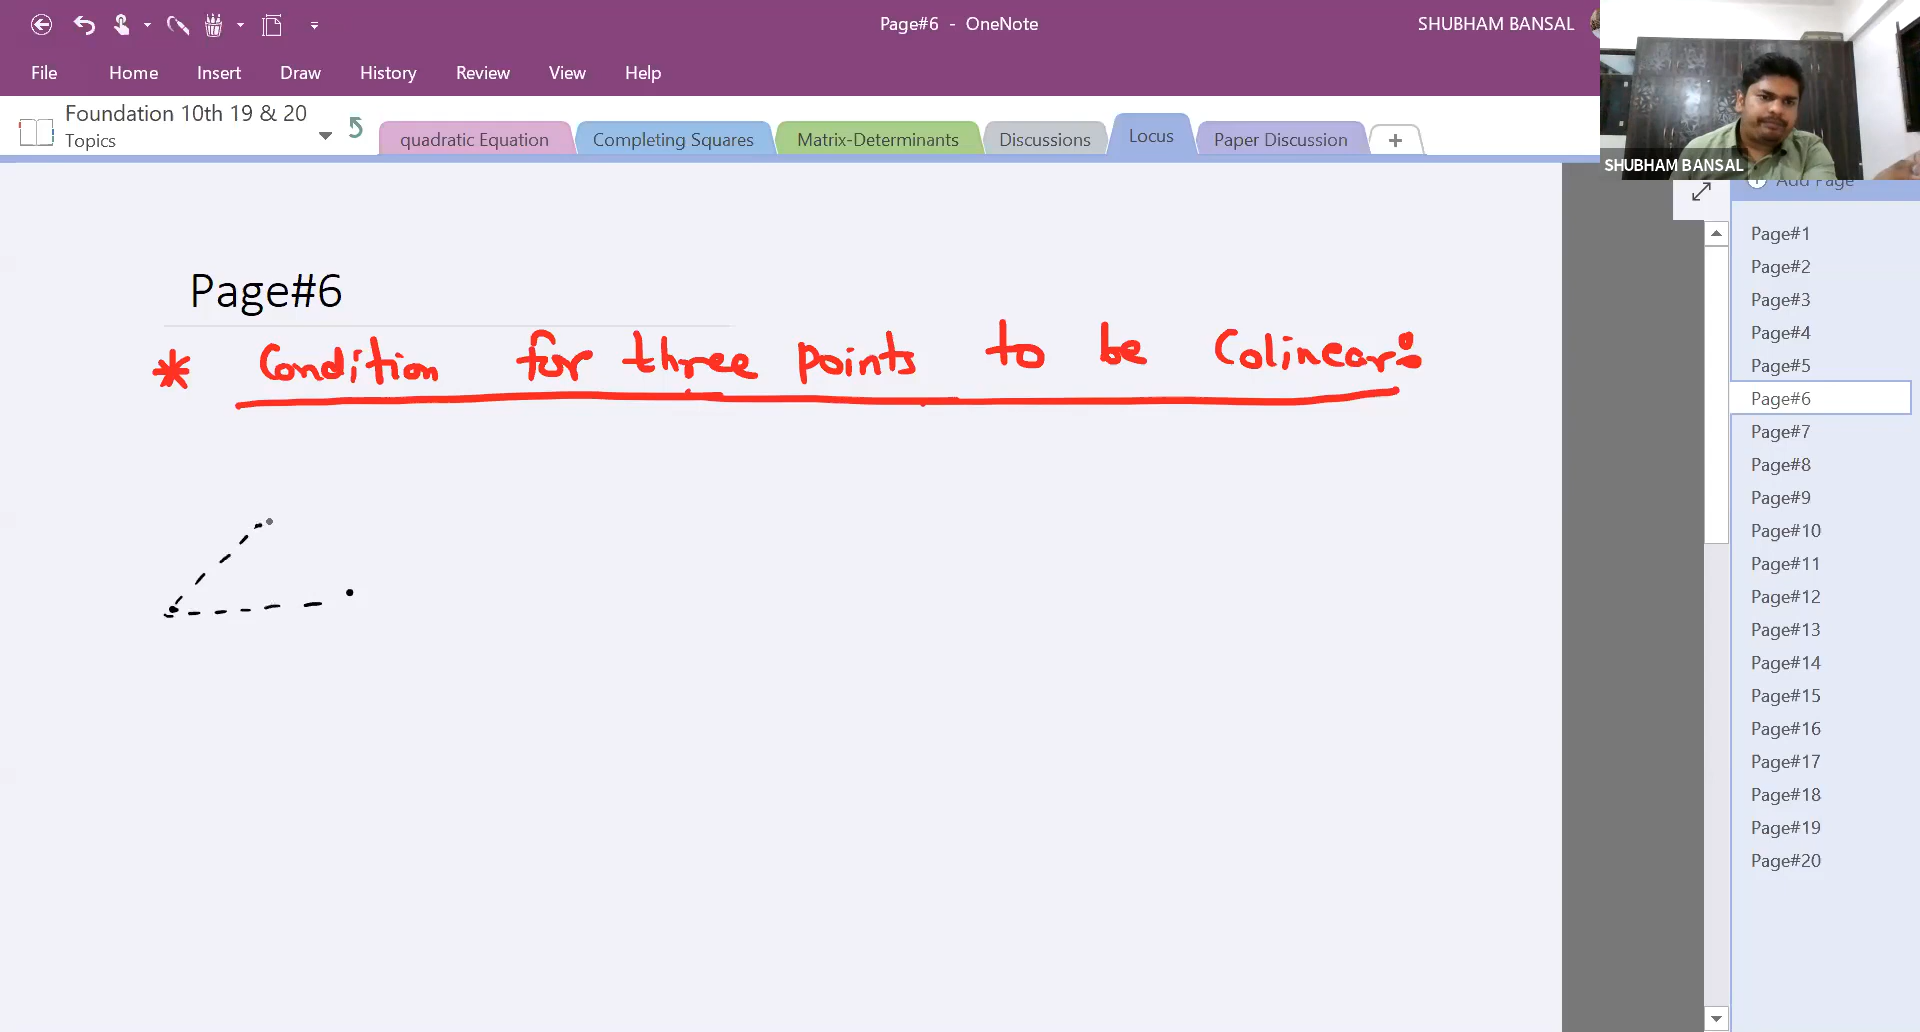 Page#6 - OneNote
SHUBHAM BANSAL
File Home Insert Draw History Review View Help
Foundation 10th 19 & 20
Topics
quadratic Equation
Completing Squares
Matrix-Determinants
Discussions
Locus
Paper Discussion
+
SHUBHAM BANSAL
Add Page
Page#6
* Condition for three points to be Colinear:
Page#1
Page#2
Page#3
Page#4
Page#5
Page#6
Page#7
Page#8
Page#9
Page#10
Page#11
Page#12
Page#13
Page#14
Page#15
Page#16
Page#17
Page#18
Page#19
Page#20